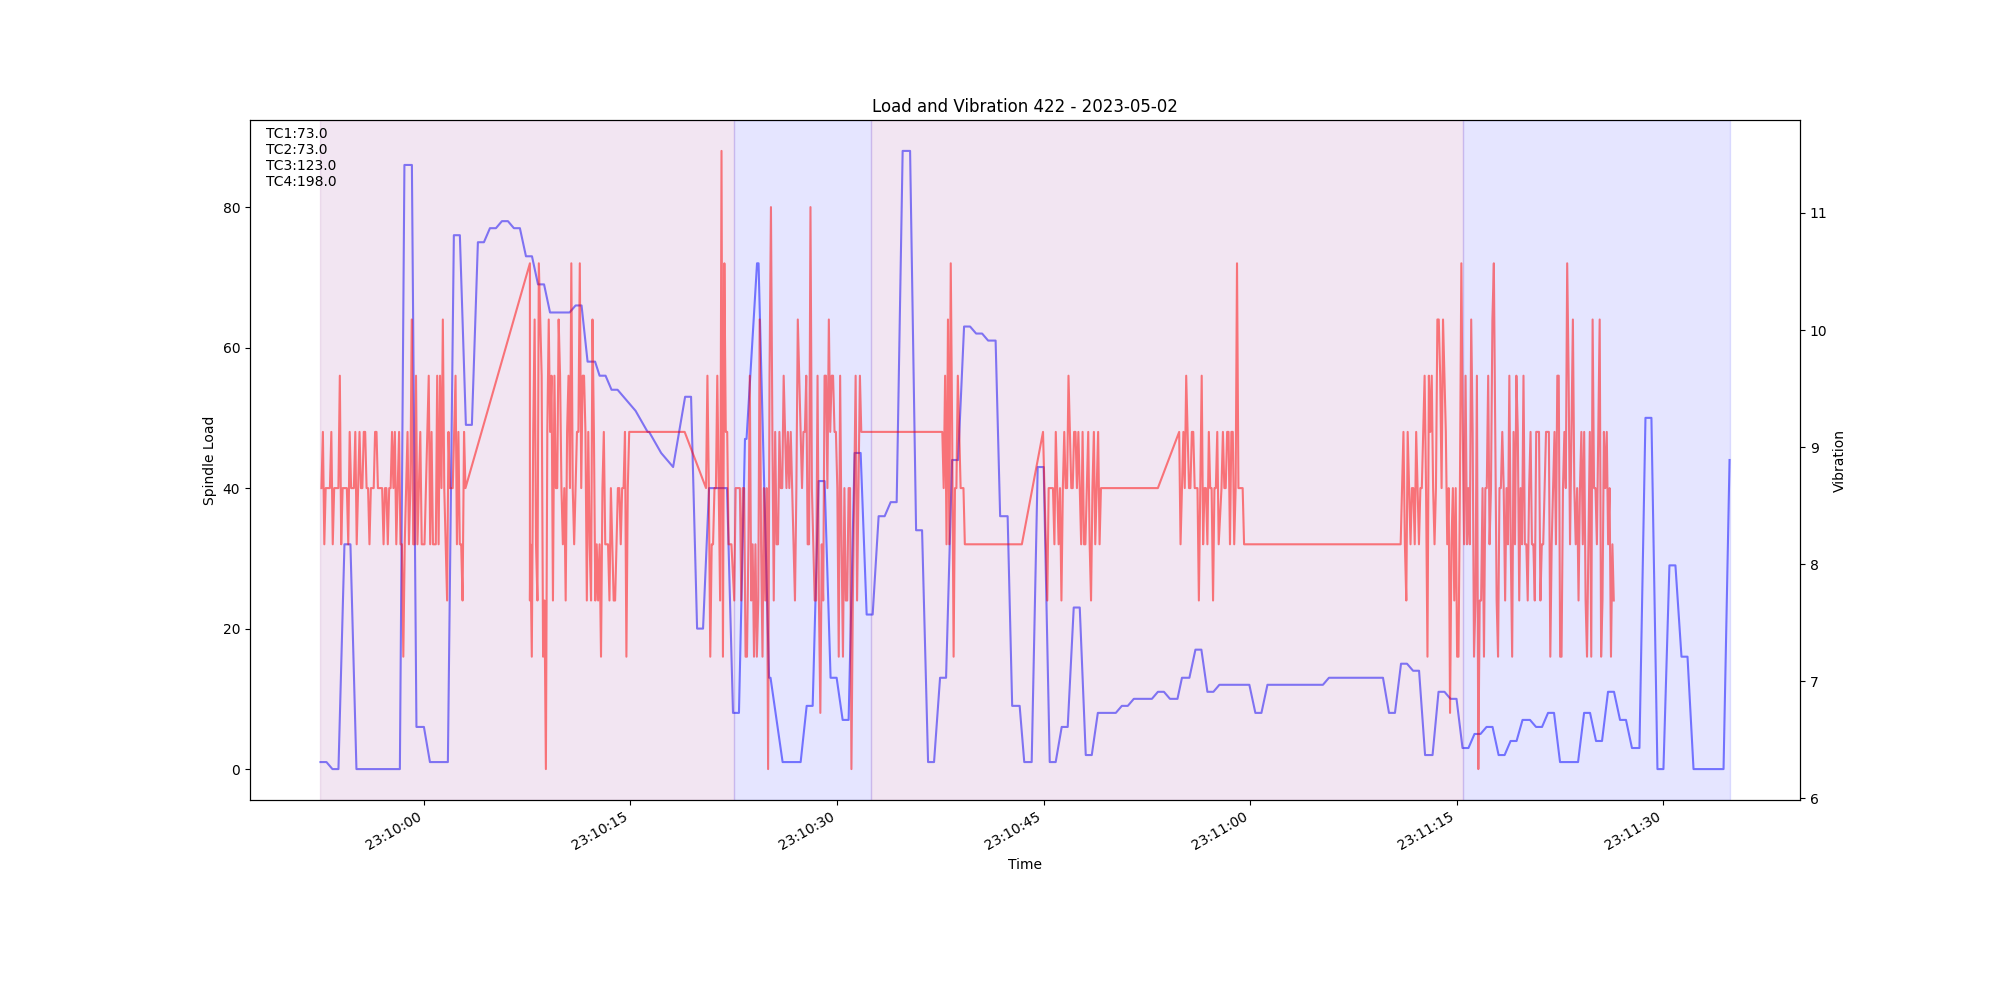 Load and Vibration 422 - 2023-05-02
TC1:73.0
TC2:73.0
TC3:123.0
TC4:198.0
Spindle Load
80
60
40
20
0
Vibration
11
10
9
8
7
6
23:10:00
23:10:15
23:10:30
23:10:45
23:11:00
23:11:15
23:11:30
Time